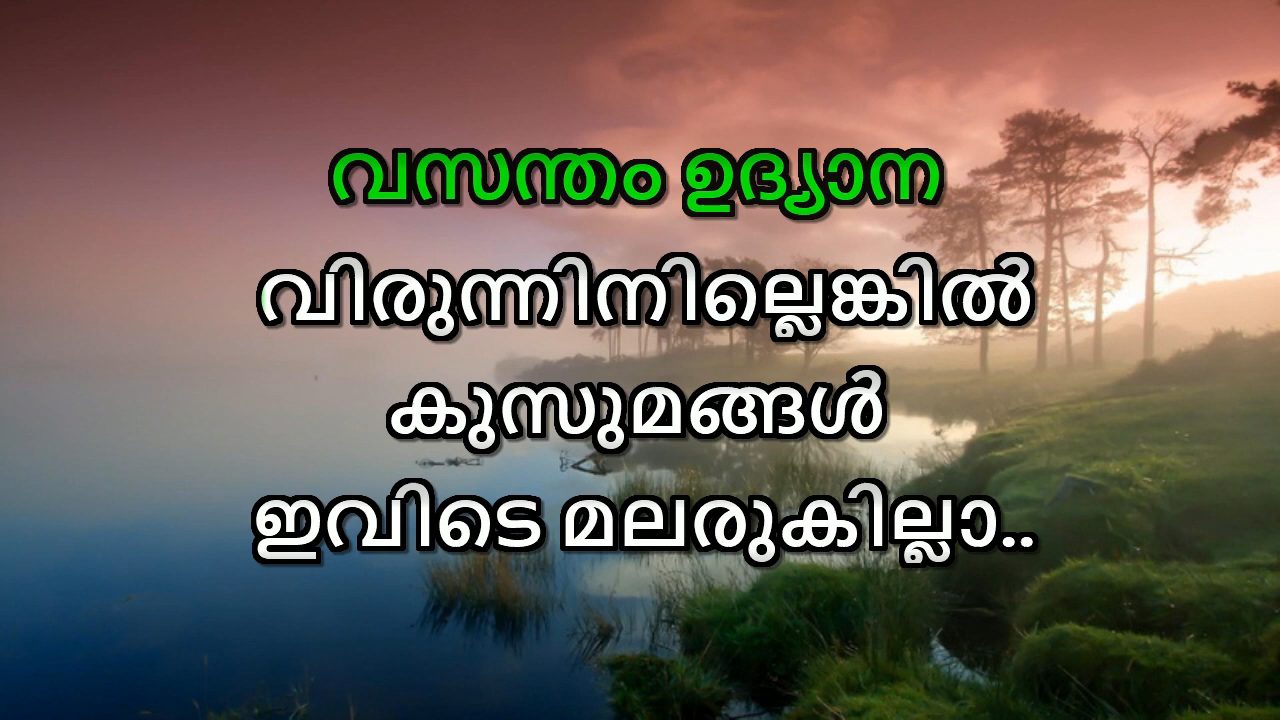 വസന്തം ഉദ്യാന
വിരുന്നിനില്ലെങ്കിൽ
കുസുമങ്ങൾ
ഇവിടെ മലരുകില്ലാ..